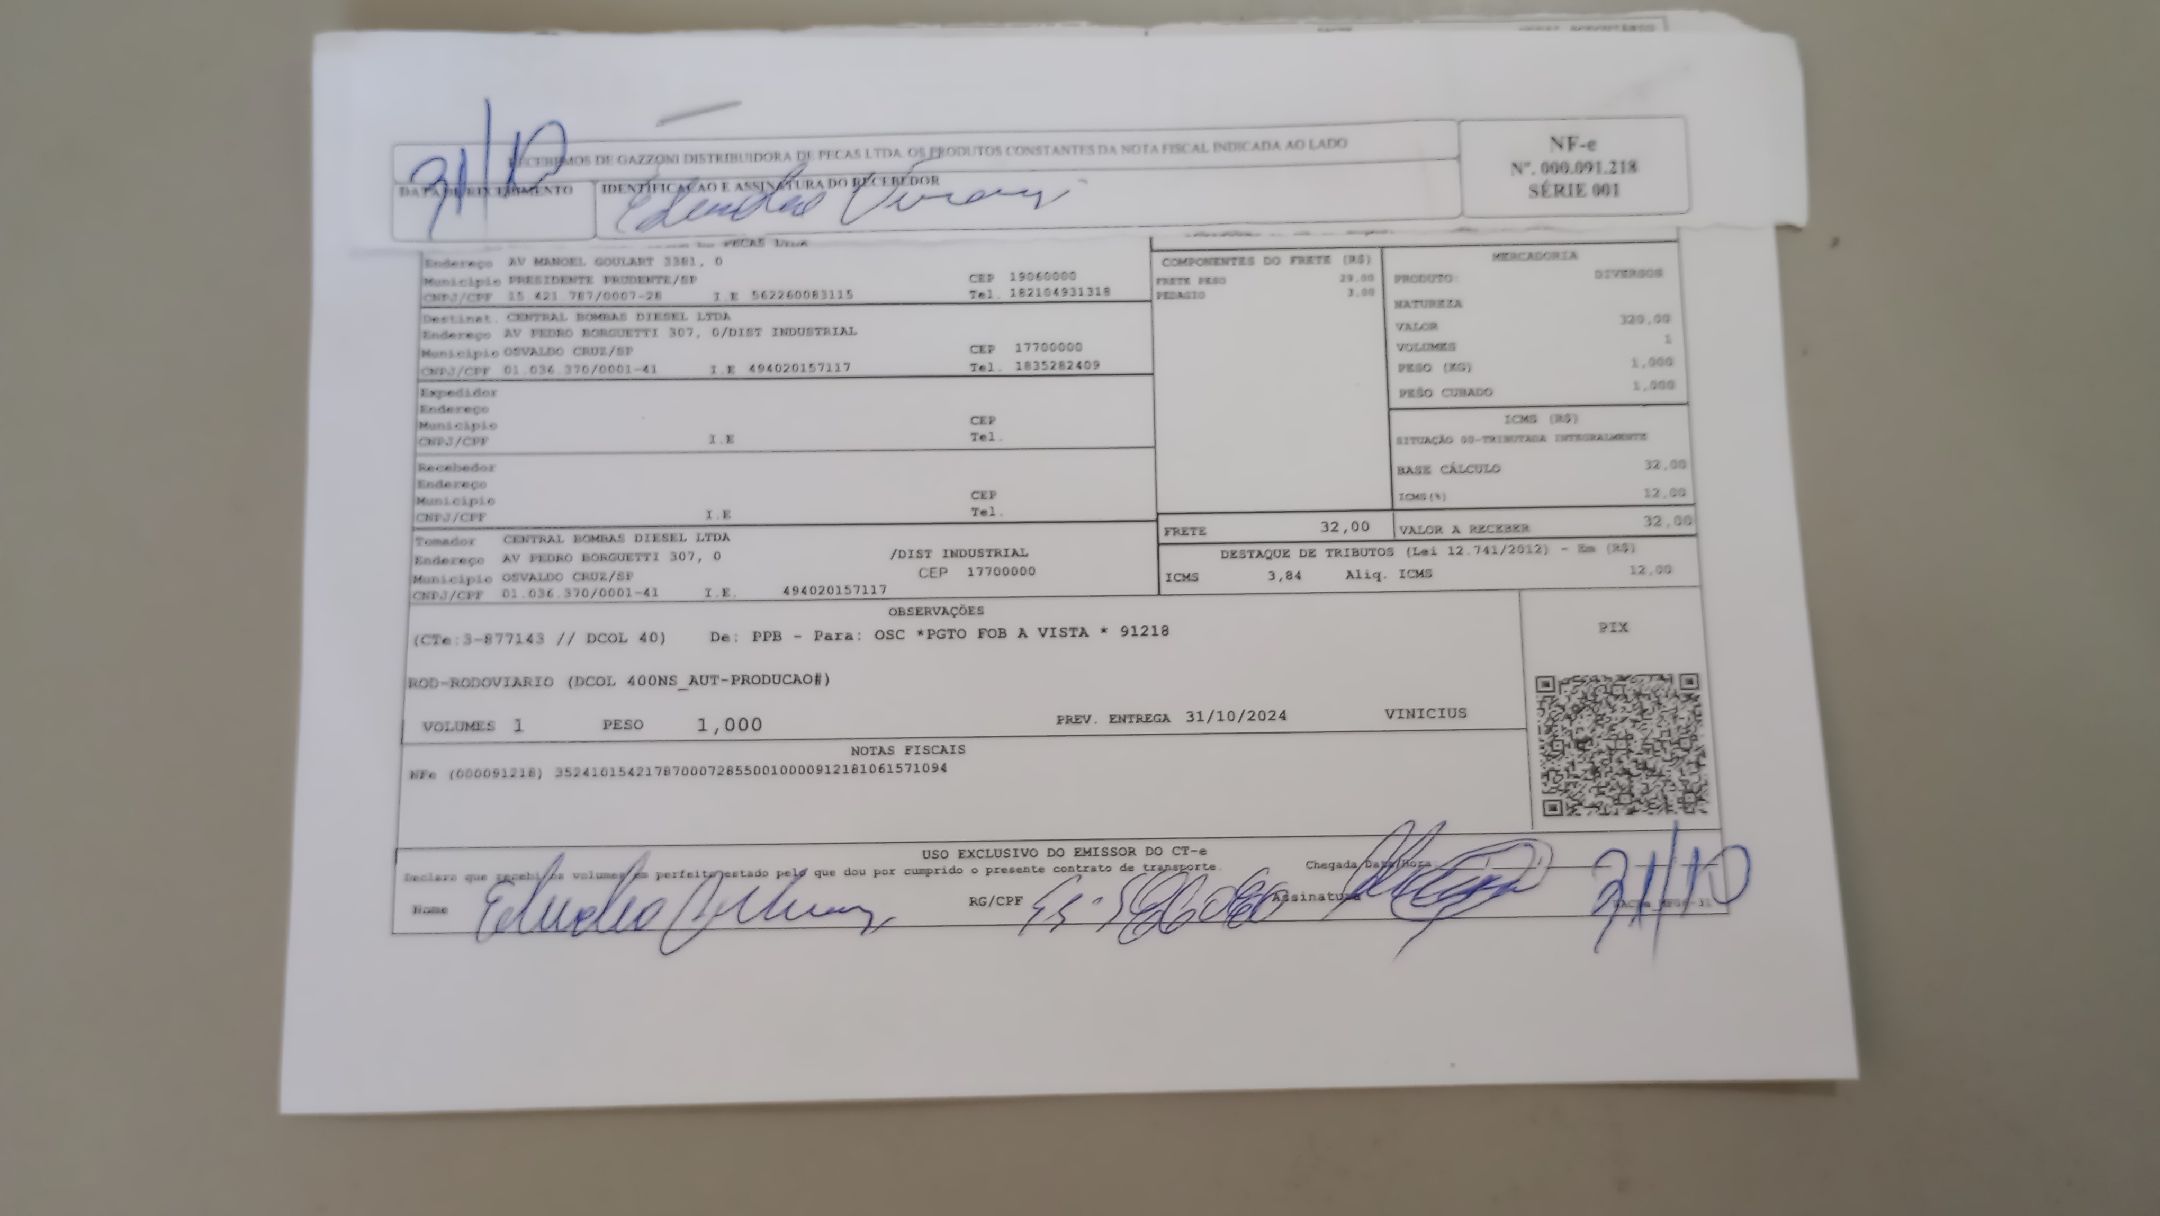 RECEBEMOS DE GAZZONI DISTRIBUIDORA DE PECAS LTDA OS PRODUTOS CONSTANTES DA NOTA FISCAL INDICADA AO LADO
NF-e
Nº. 000.091.218
SÉRIE 001
31/10
DATA DE RECEBIMENTO
IDENTIFICAÇÃO E ASSINATURA DO RECEBEDOR
PECAS LTDA
Endereço AV MANOEL GOULART 3381, 0
Município PRESIDENTE PRUDENTE/SP CEP 19060000
CNPJ/CPF 15 421 787/0007-28 I.E 562260083115 Tel. 182104931318
Destinat. CENTRAL BOMBAS DIESEL LTDA
Endereço AV PEDRO BORGUETTI 307, 0/DIST INDUSTRIAL
Município OSVALDO CRUZ/SP CEP 17700000
CNPJ/CPF 01.036.370/0001-41 I.E 494020157117 Tel. 1835282409
Expedidor
Endereço
Município CEP
CNPJ/CPF I.E Tel.
Recebedor
Endereço
Município CEP
CNPJ/CPF I.E Tel.
Tomador CENTRAL BOMBAS DIESEL LTDA
Endereço AV PEDRO BORGUETTI 307, 0 /DIST INDUSTRIAL
Município OSVALDO CRUZ/SP CEP 17700000
CNPJ/CPF 01.036.370/0001-41 I.E. 494020157117
COMPONENTES DO FRETE (R$)
FRETE PESO 29,00
PEDAGIO 3,00
MERCADORIA
PRODUTO: DIVERSOS
NATUREZA
VALOR 320,00
VOLUMES 1
PESO (KG) 1,000
PESO CUBADO 1,000
ICMS (R$)
SITUAÇÃO 00-TRIBUTADA INTEGRALMENTE
BASE CÁLCULO 32,00
ICMS(%) 12,00
FRETE 32,00 VALOR A RECEBER 32,00
DESTAQUE DE TRIBUTOS (Lei 12.741/2012) - Em (R$)
ICMS 3,84 Aliq. ICMS 12,00
OBSERVAÇÕES
(CTe:3-877143 // DCOL 40) De: PPB - Para: OSC *PGTO FOB A VISTA * 91218
ROD-RODOVIARIO (DCOL 400NS_AUT-PRODUCAO#)
VOLUMES 1 PESO 1,000 PREV. ENTREGA 31/10/2024 VINICIUS
PIX
NOTAS FISCAIS
NFe (000091218) 35241015421787000728550010000912181061571094
USO EXCLUSIVO DO EMISSOR DO CT-e
Declaro que recebi os volumes em perfeito estado pelo que dou por cumprido o presente contrato de transporte. Chegada Data/Hora
Nome RG/CPF Assinatura 31/10